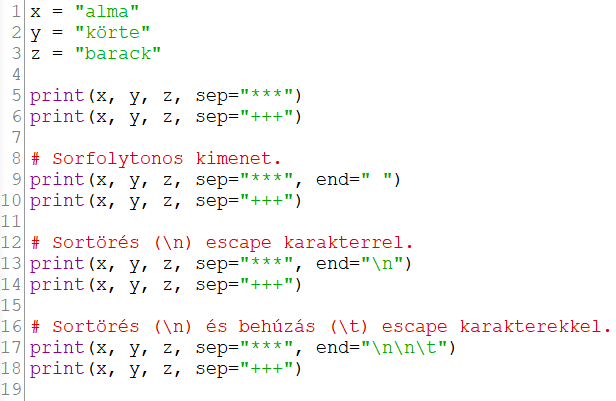 1 x = "alma"
2 y = "körte"
3 z = "barack"
4
5 print(x, y, z, sep="***")
6 print(x, y, z, sep="+++")
7
8 # Sorfolytonos kimenet.
9 print(x, y, z, sep="***", end=" ")
10 print(x, y, z, sep="+++")
11
12 # Sortörés (\n) escape karakterrel.
13 print(x, y, z, sep="***", end="\n")
14 print(x, y, z, sep="+++")
15
16 # Sortörés (\n) és behúzás (\t) escape karakterekkel.
17 print(x, y, z, sep="***", end="\n\n\t")
18 print(x, y, z, sep="+++")
19